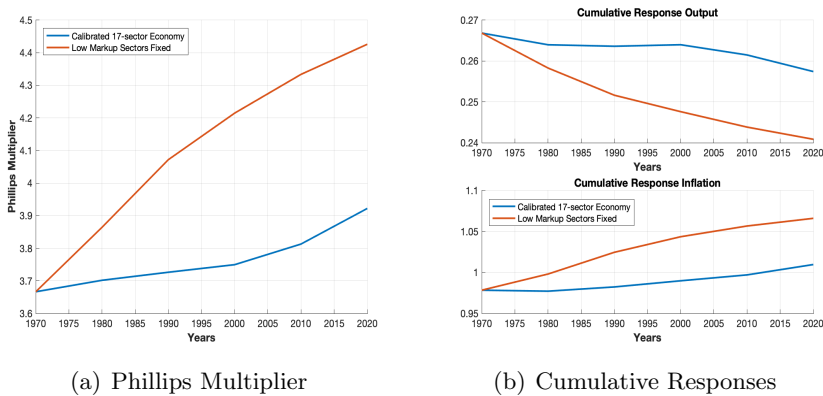 4.5
4.4
4.3
4.2
4.1
4
3.9
3.8
3.7
3.6
Phillips Multiplier
Calibrated 17-sector Economy
Low Markup Sectors Fixed
1970 1975 1980 1985 1990 1995 2000 2005 2010 2015 2020
Years
(a) Phillips Multiplier
Cumulative Response Output
0.27
0.26
0.25
0.24
1970 1975 1980 1985 1990 1995 2000 2005 2010 2015 2020
Years
Cumulative Response Inflation
1.1
1.05
1
0.95
Calibrated 17-sector Economy
Low Markup Sectors Fixed
1970 1975 1980 1985 1990 1995 2000 2005 2010 2015 2020
Years
(b) Cumulative Responses